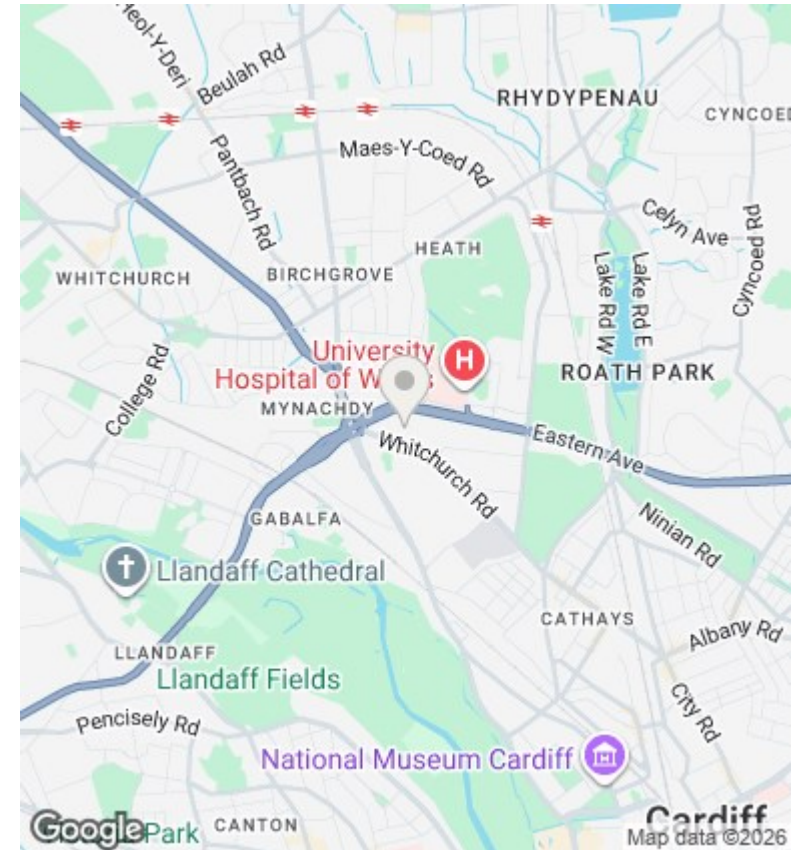 Heol-Y-Deri
Beulah Rd
RHYDYPENAU
CYNCOED
Maes-Y-Coed Rd
Pantbach Rd
Celyn Ave
Cyncoed Rd
HEATH
WHITCHURCH
BIRCHGROVE
Lake Rd W
Lake Rd E
College Rd
University
Hospital of Wales
H
ROATH PARK
MYNACHDY
Whitchurch Rd
Eastern Ave
Ninian Rd
GABALFA
Llandaff Cathedral
CATHAYS
Albany Rd
LLANDAFF
Llandaff Fields
City Rd
Pencisely Rd
National Museum Cardiff
Google
Park
CANTON
Cardiff
Map data ©2026